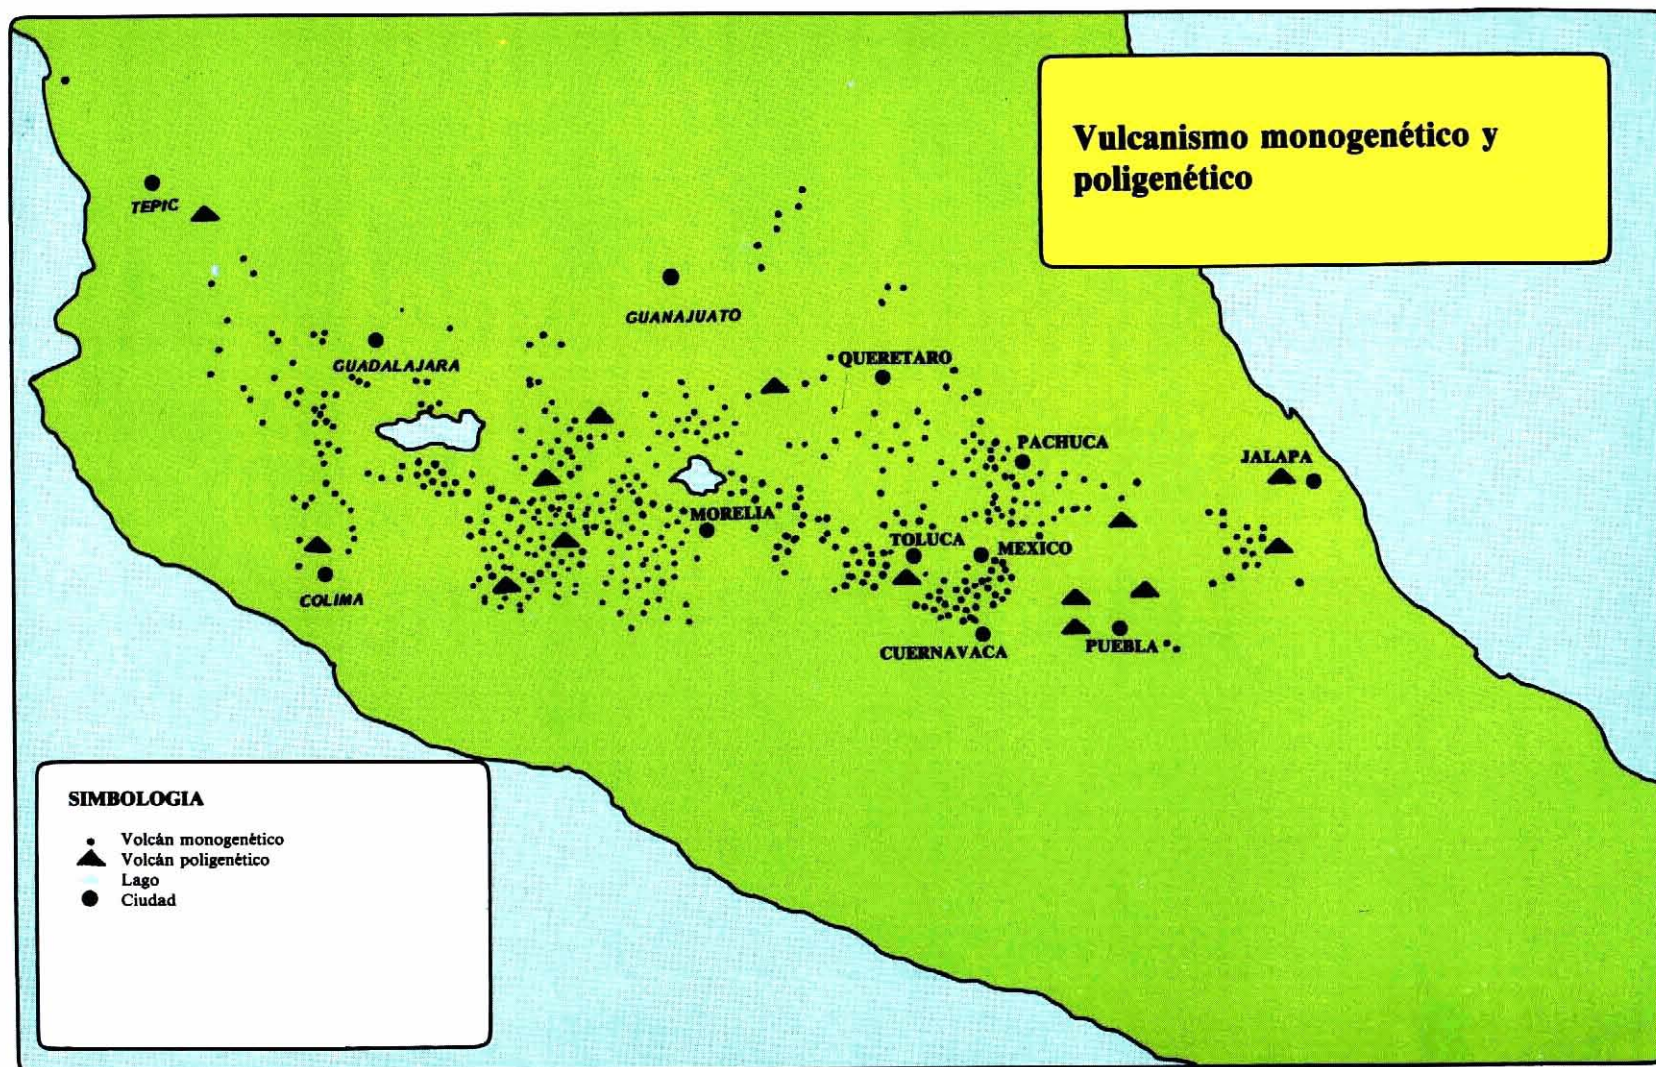 Vulcanismo monogenético y
poligenético
TEPIC
GUANAJUATO
GUADALAJARA
QUERETARO
PACHUCA
JALAPA
MORELIA
TOLUCA
MEXICO
COLIMA
CUERNAVACA
PUEBLA
SIMBOLOGIA
Volcán monogenético
Volcán poligenético
Lago
Ciudad